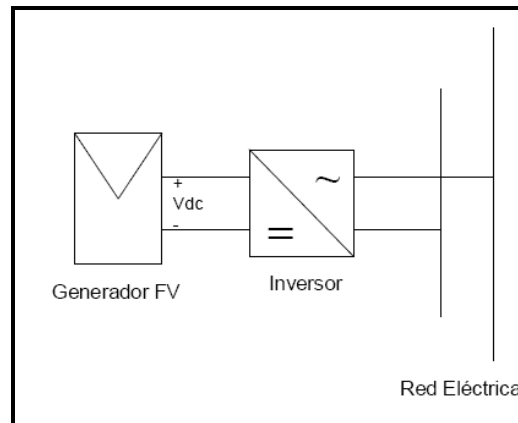 +
Vdc
-
~
=
Generador FV
Inversor
Red Eléctrica